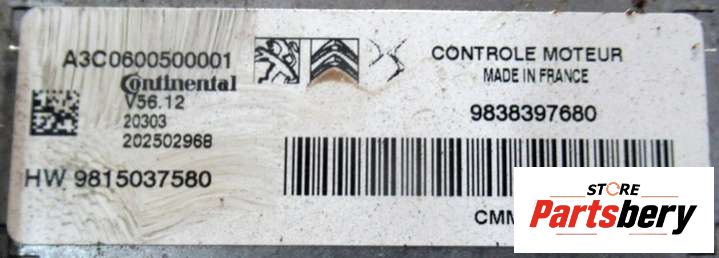 A3C0600500001
Continental
V56.12
20303
202502968
HW 9815037580
CONTROLE MOTEUR
MADE IN FRANCE
9838397680
CMM
STORE
Partsbery